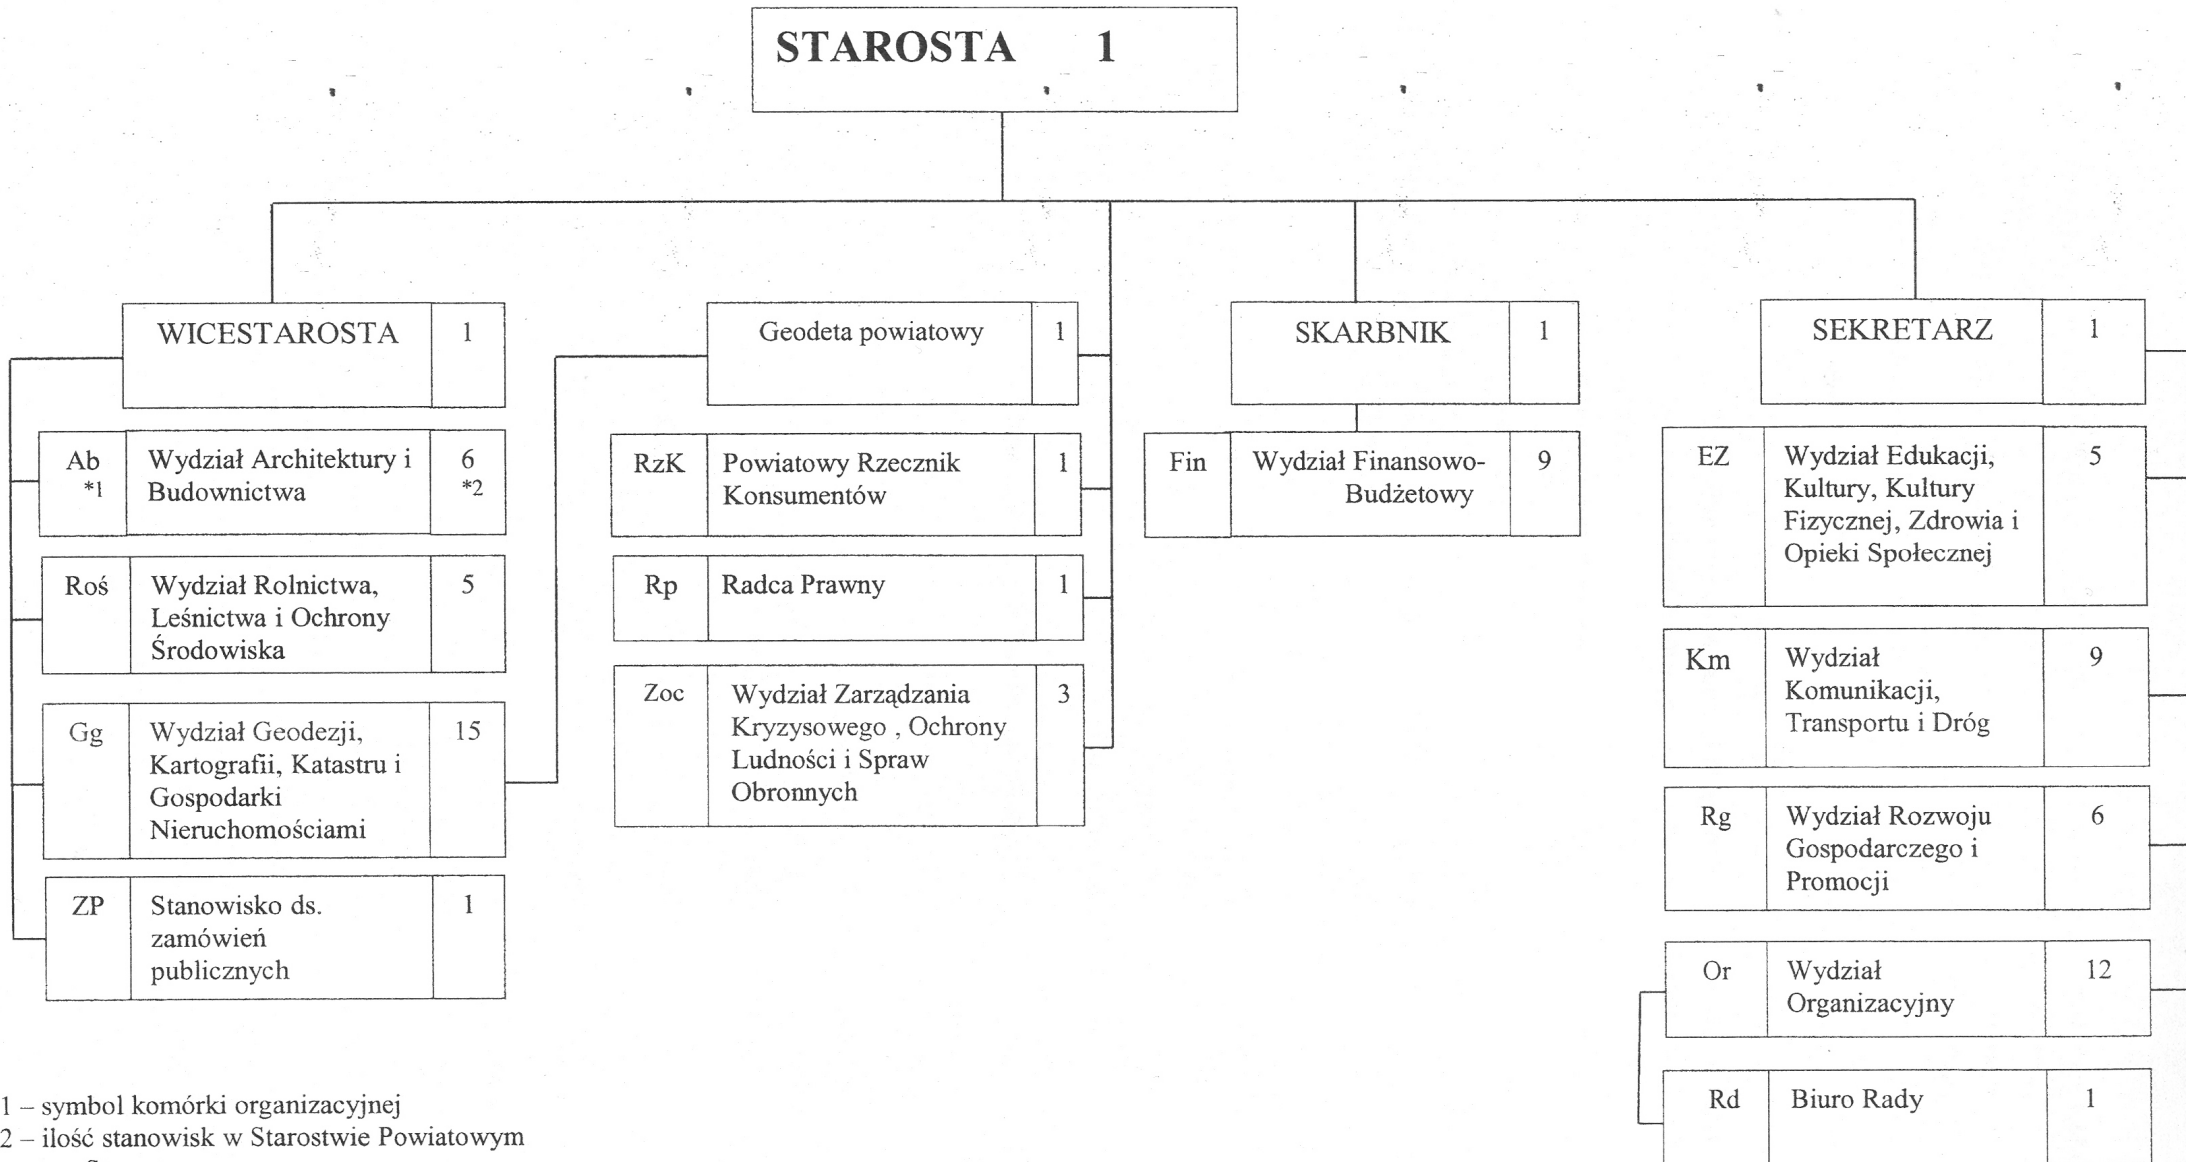 STAROSTA 1
WICESTAROSTA 1
Ab
*1
Wydział Architektury i
Budownictwa
6
*2
Roś
Wydział Rolnictwa,
Leśnictwa i Ochrony
Środowiska
5
Gg
Wydział Geodezji,
Kartografii, Katastru i
Gospodarki
Nieruchomościami
15
ZP
Stanowisko ds.
zamówień
publicznych
1
Geodeta powiatowy 1
RzK
Powiatowy Rzecznik
Konsumentów
1
Rp
Radca Prawny
1
Zoc
Wydział Zarządzania
Kryzysowego , Ochrony
Ludności i Spraw
Obronnych
3
SKARBNIK 1
Fin
Wydział Finansowo-
Budżetowy
9
SEKRETARZ 1
EZ
Wydział Edukacji,
Kultury, Kultury
Fizycznej, Zdrowia i
Opieki Społecznej
5
Km
Wydział
Komunikacji,
Transportu i Dróg
9
Rg
Wydział Rozwoju
Gospodarczego i
Promocji
6
Or
Wydział
Organizacyjny
12
Rd
Biuro Rady
1
1 – symbol komórki organizacyjnej
2 – ilość stanowisk w Starostwie Powiatowym